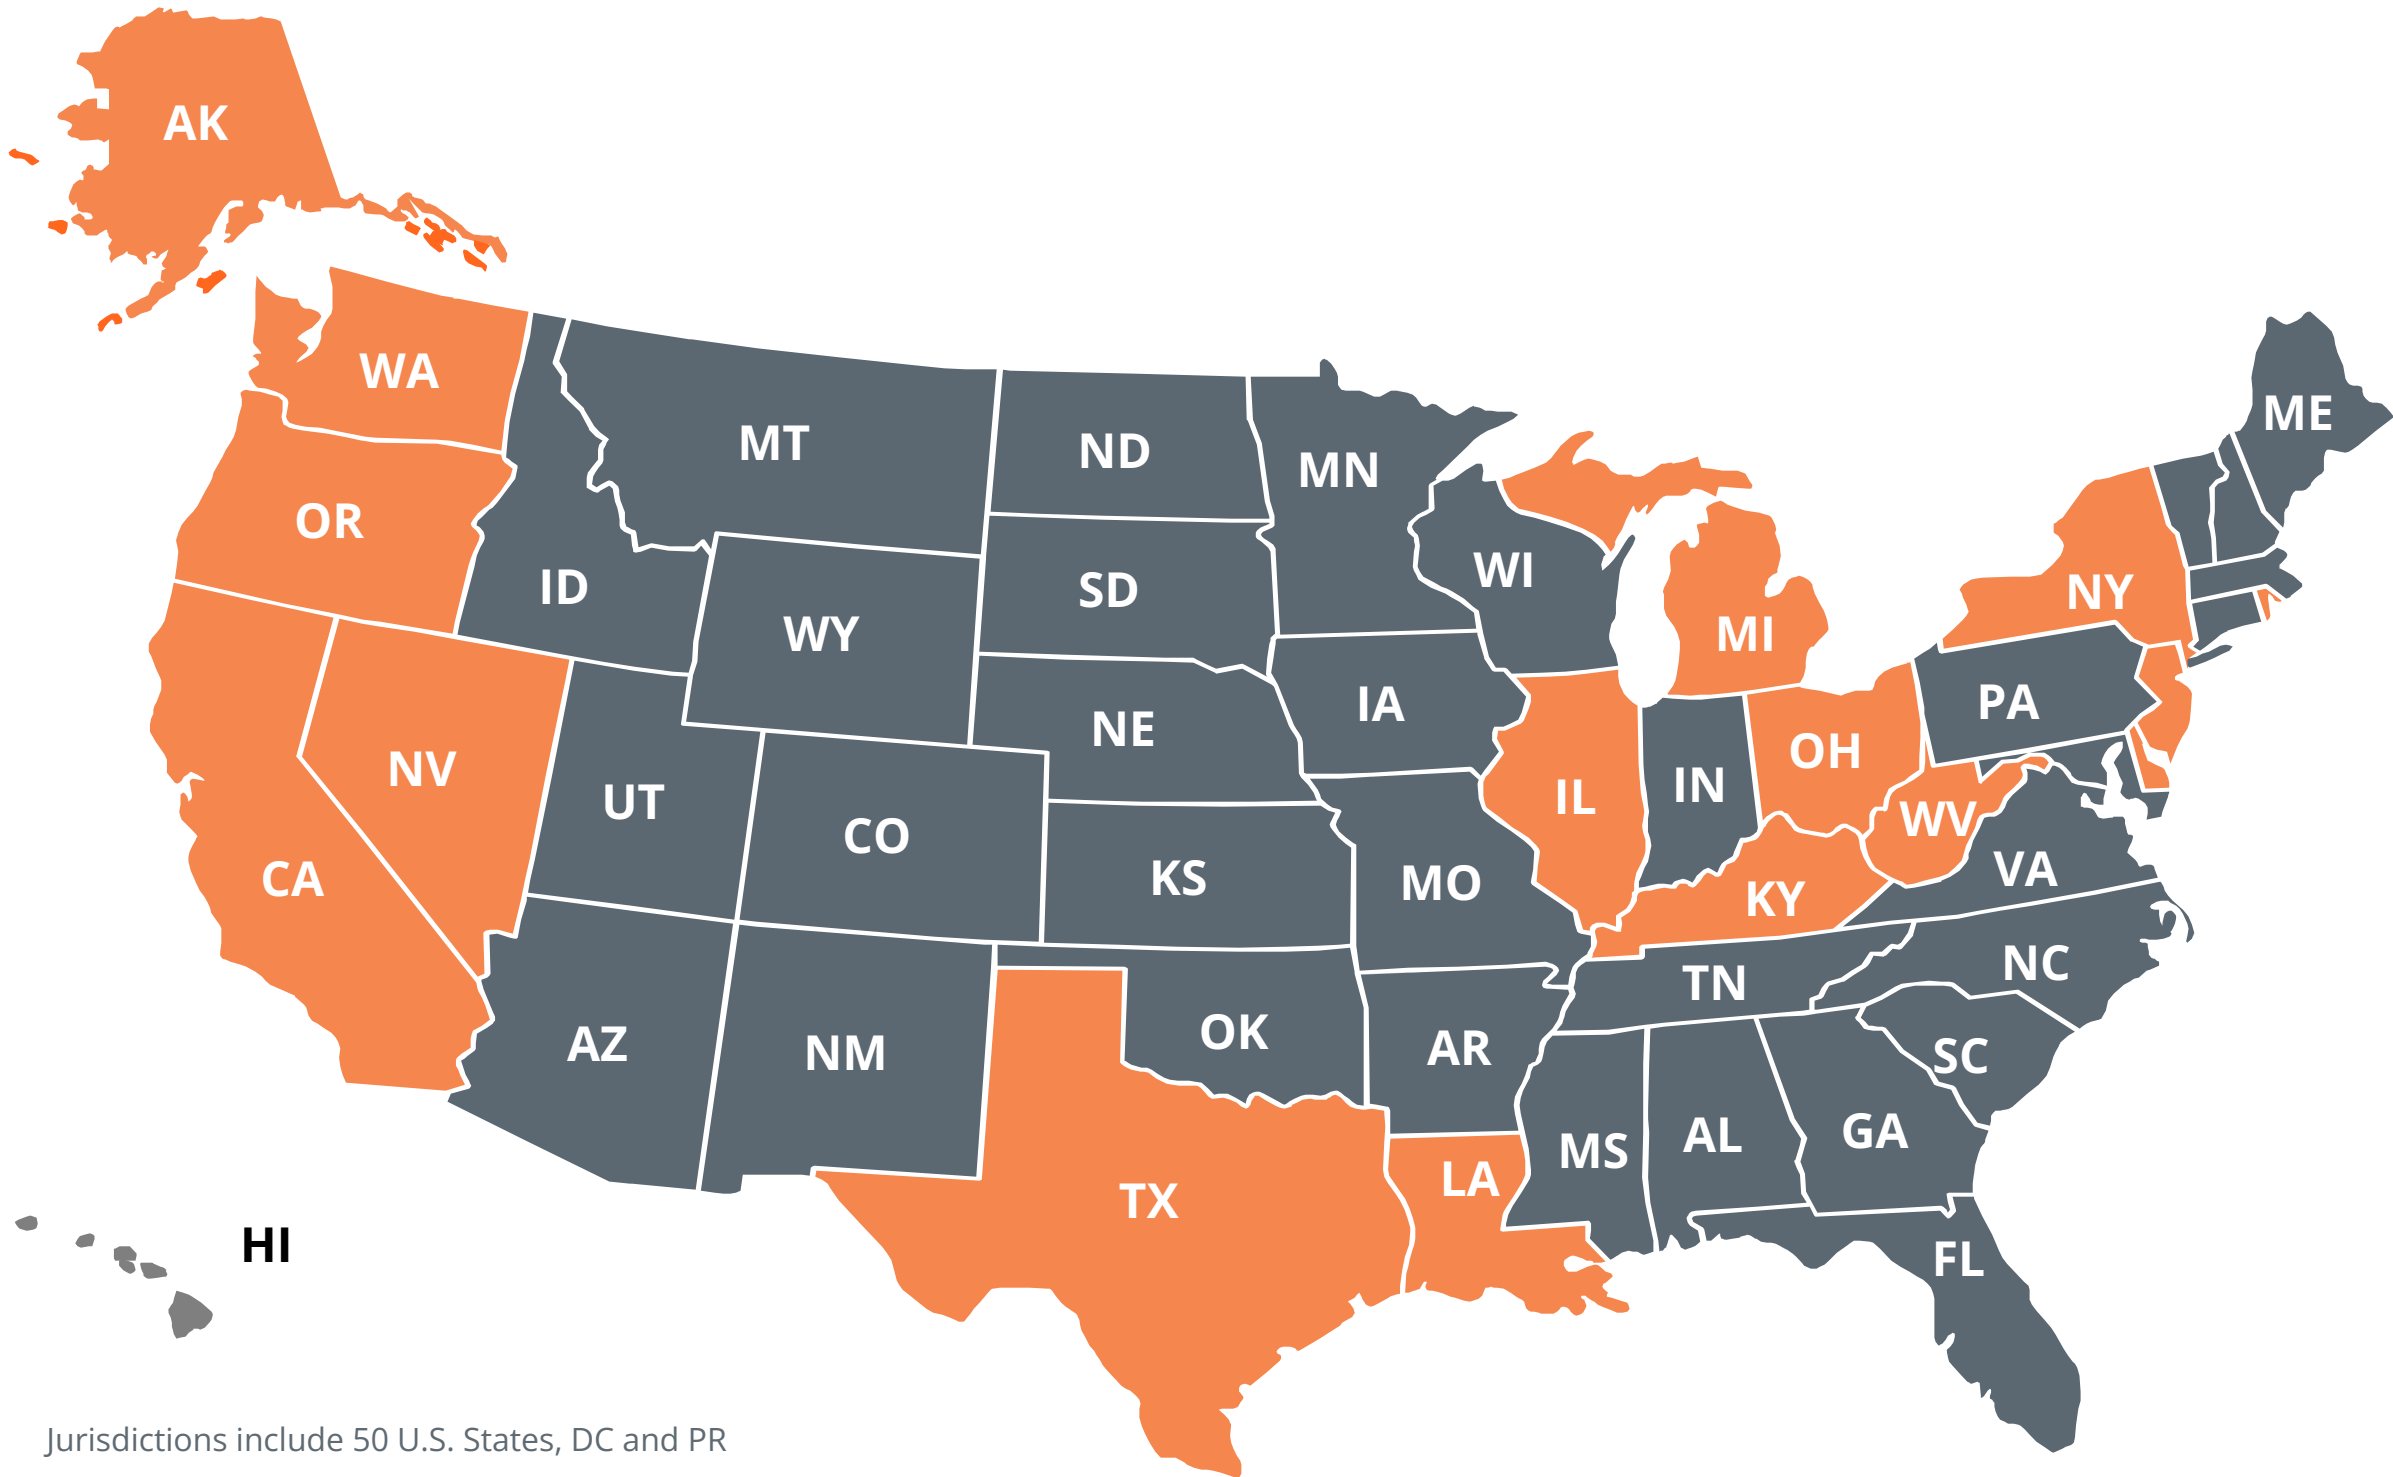 AK
WA
ME
MT
ND
MN
OR
WI
ID
SD
NY
WY
MI
IA
PA
NE
OH
NV
IN
UT
IL
WV
CO
VA
CA
KS
MO
KY
NC
TN
OK
AZ
AR
NM
SC
GA
AL
MS
LA
TX
HI
FL
Jurisdictions include 50 U.S. States, DC and PR